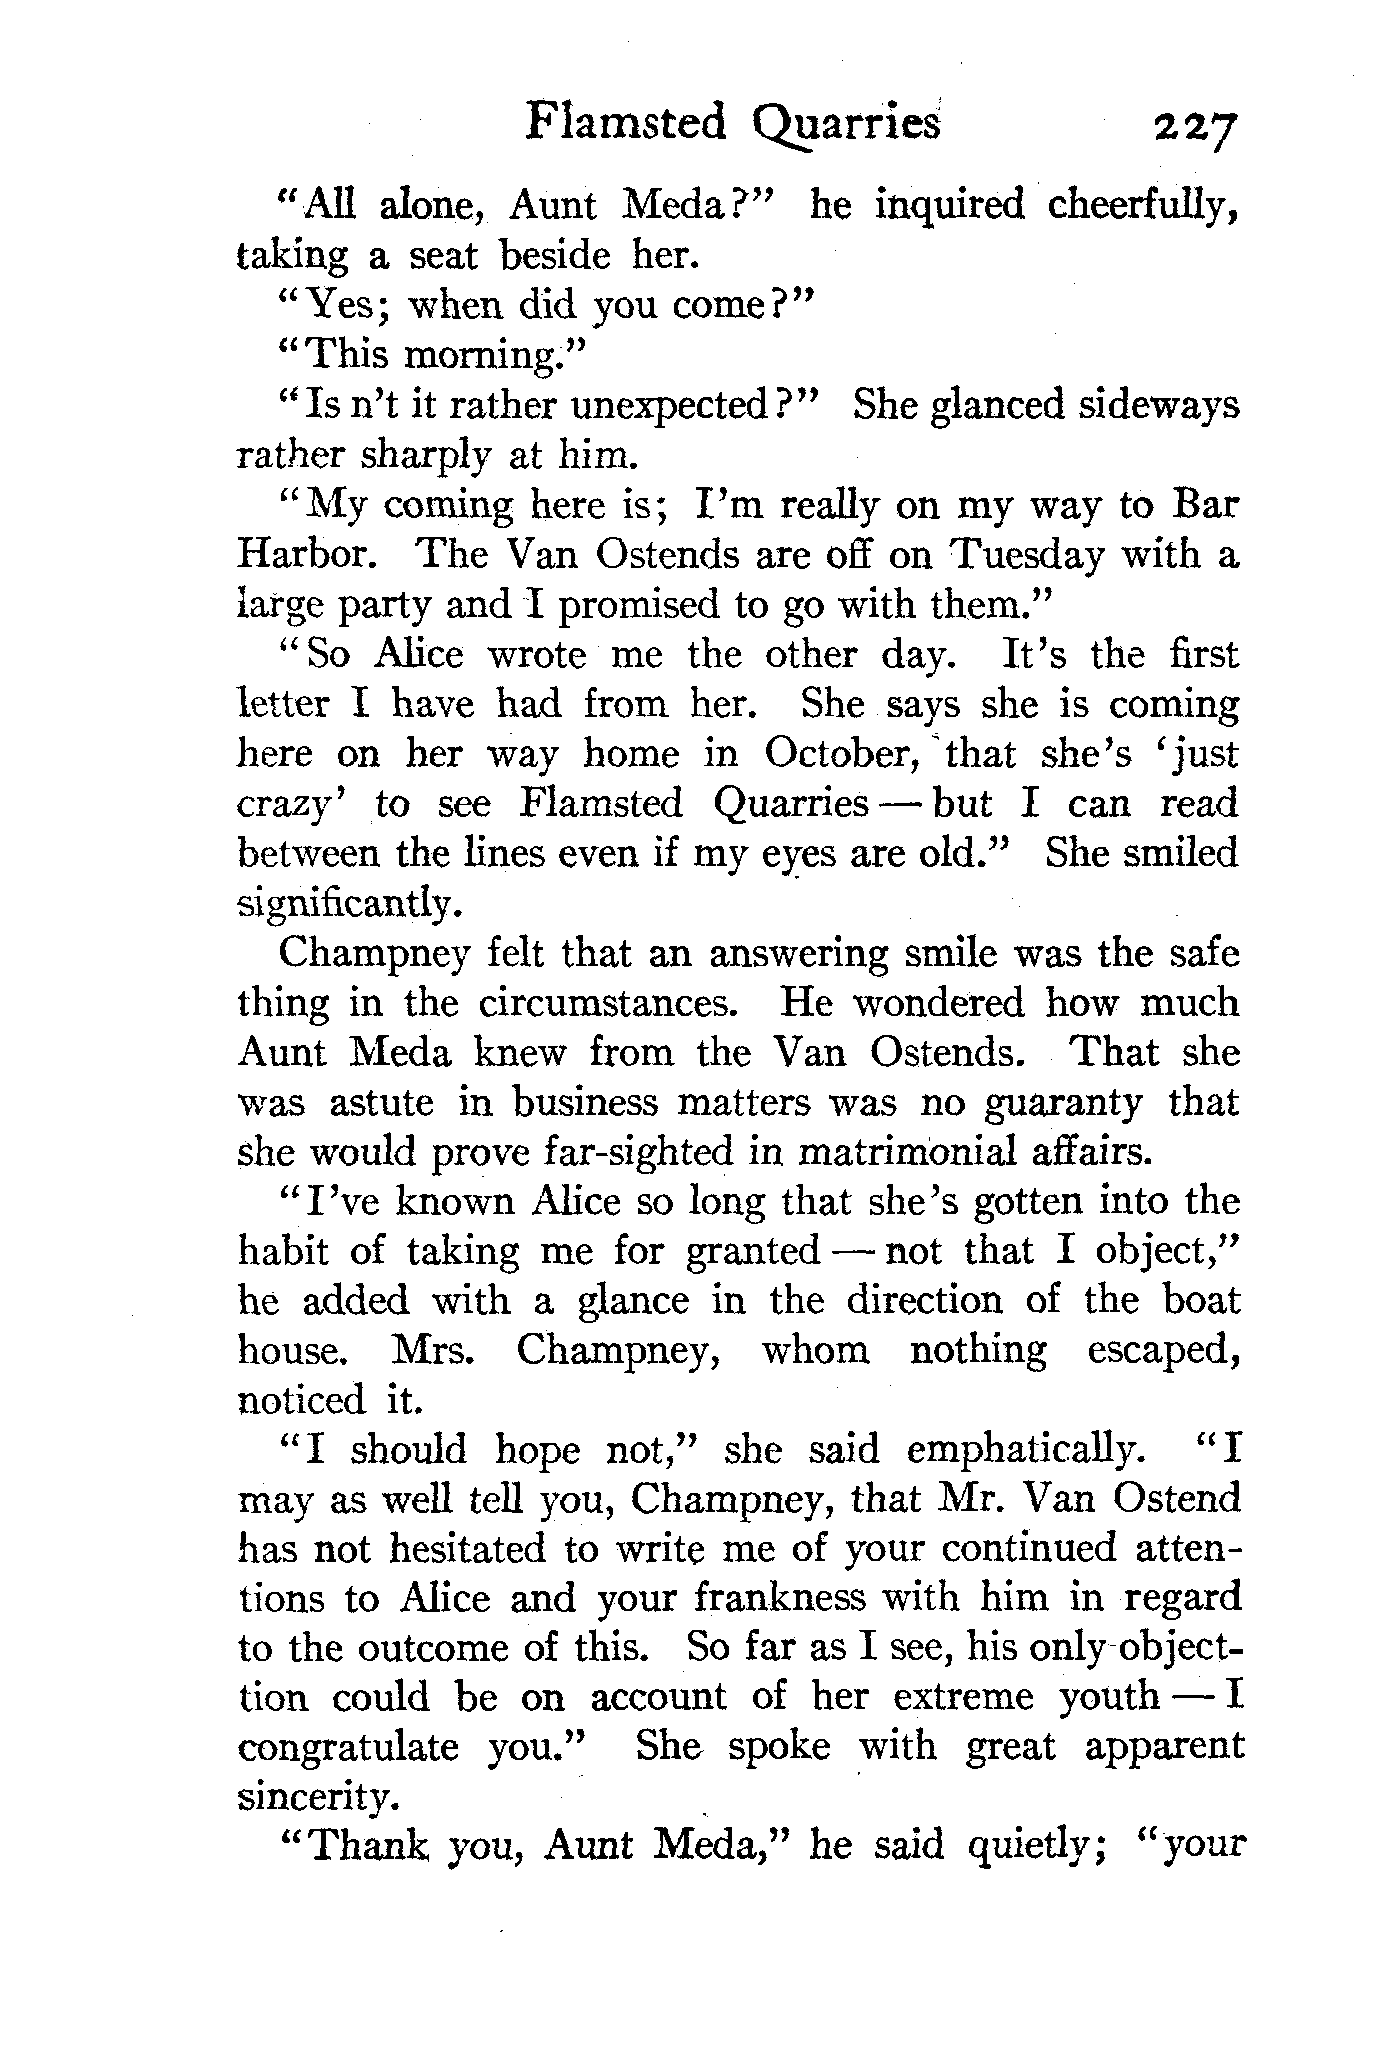 Flamsted Quarries 227
“All alone, Aunt Meda?” he inquired cheerfully,
taking a seat beside her.
“Yes; when did you come?”
“This morning.”
“Is n’t it rather unexpected?” She glanced sideways
rather sharply at him.
“My coming here is; I’m really on my way to Bar
Harbor. The Van Ostends are off on Tuesday with a
large party and I promised to go with them.”
“So Alice wrote me the other day. It’s the first
letter I have had from her. She says she is coming
here on her way home in October, that she’s ‘just
crazy’ to see Flamsted Quarries — but I can read
between the lines even if my eyes are old.” She smiled
significantly.
Champney felt that an answering smile was the safe
thing in the circumstances. He wondered how much
Aunt Meda knew from the Van Ostends. That she
was astute in business matters was no guaranty that
she would prove far-sighted in matrimonial affairs.
“I’ve known Alice so long that she’s gotten into the
habit of taking me for granted — not that I object,”
he added with a glance in the direction of the boat
house. Mrs. Champney, whom nothing escaped,
noticed it.
“I should hope not,” she said emphatically. “I
may as well tell you, Champney, that Mr. Van Ostend
has not hesitated to write me of your continued atten-
tions to Alice and your frankness with him in regard
to the outcome of this. So far as I see, his only object-
tion could be on account of her extreme youth — I
congratulate you.” She spoke with great apparent
sincerity.
“Thank you, Aunt Meda,” he said quietly; “your